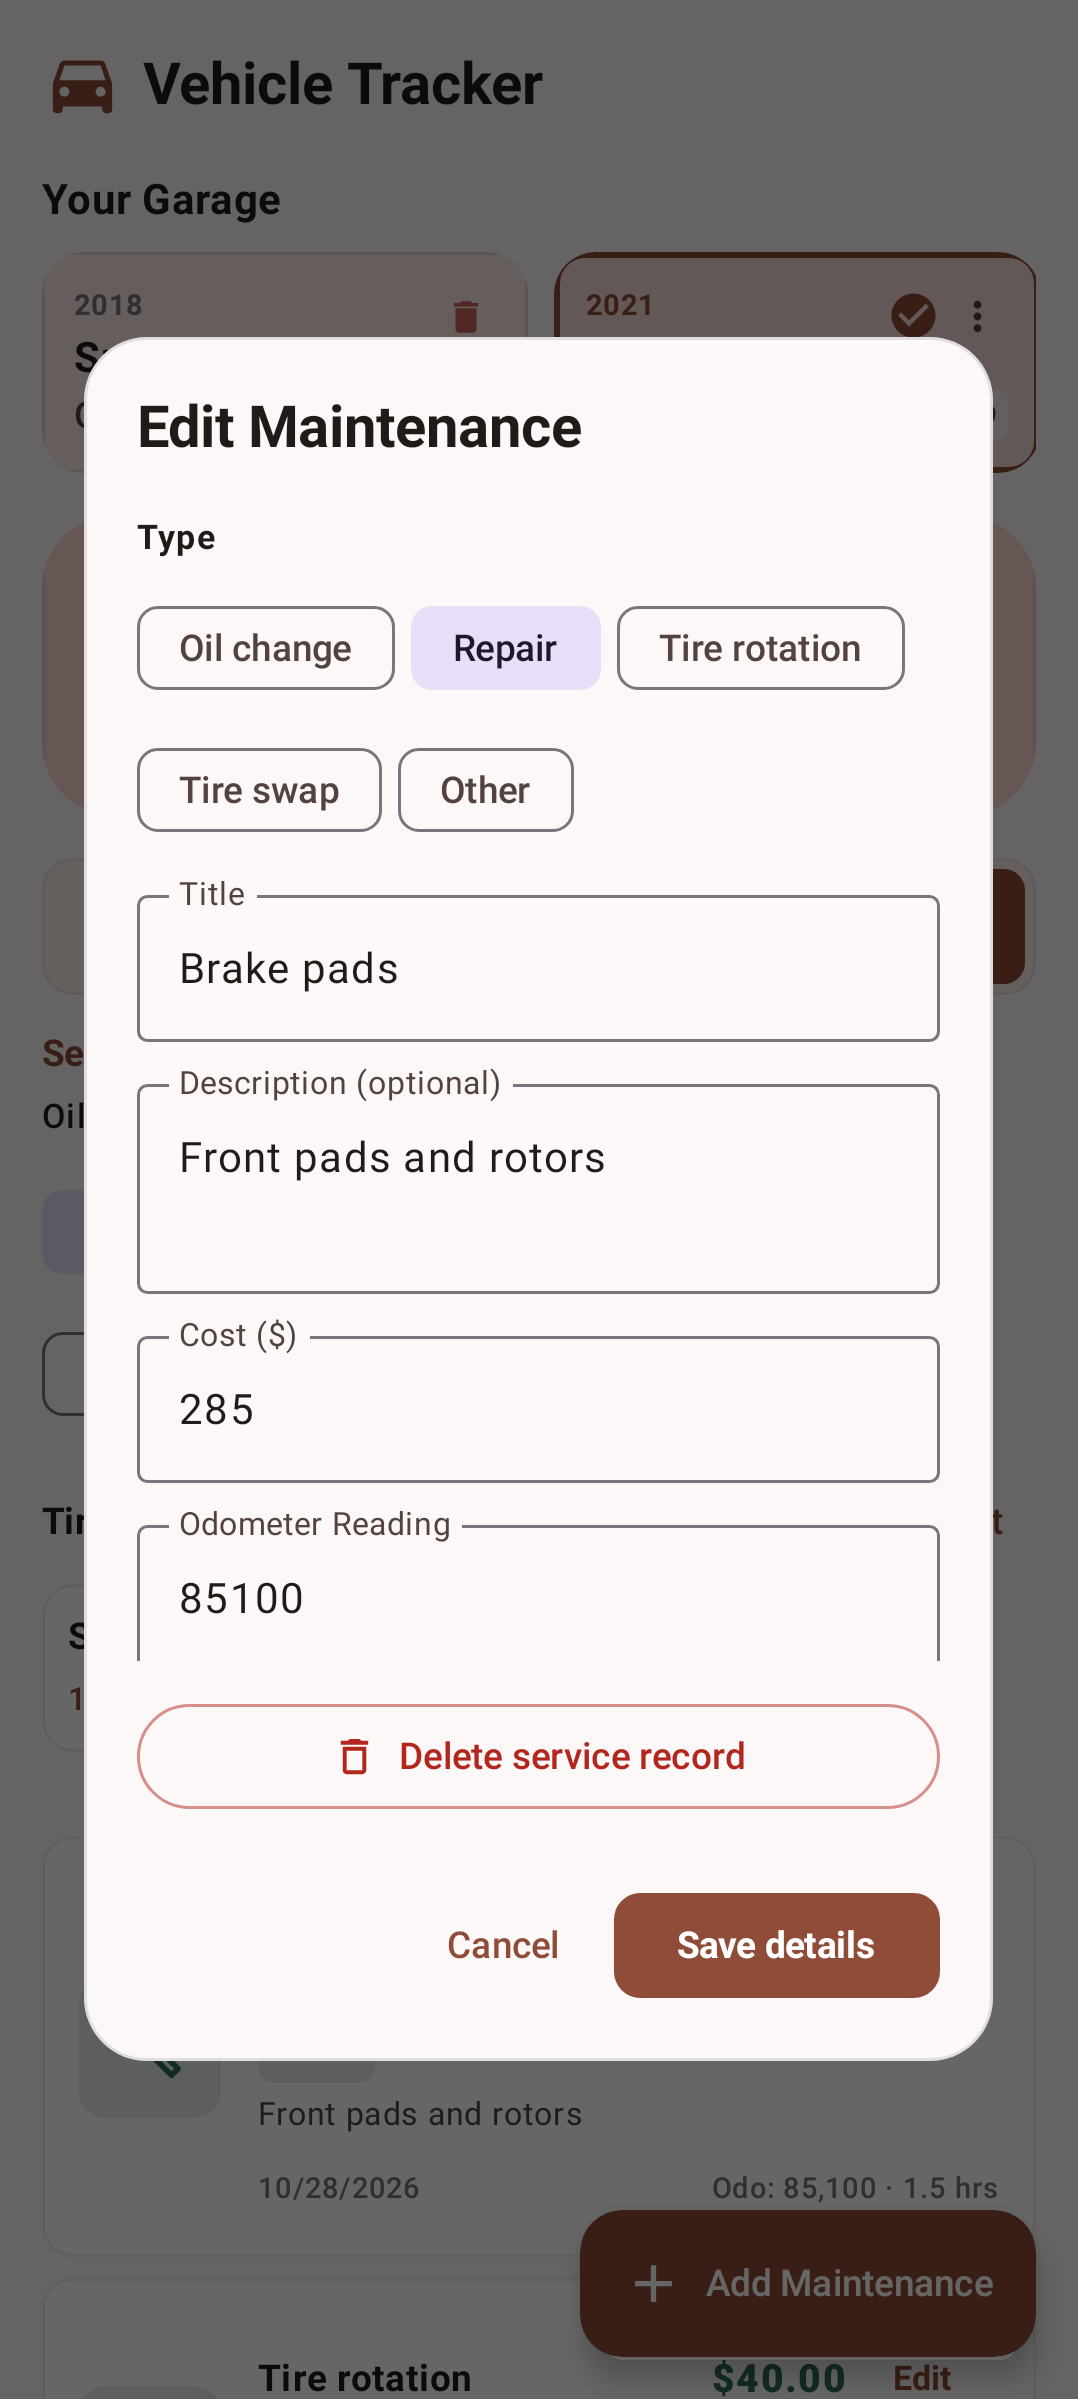 Vehicle Tracker
Your Garage
2018
2021
Edit Maintenance
Type
Oil change
Repair
Tire rotation
Tire swap
Other
Title
Brake pads
Description (optional)
Front pads and rotors
Cost ($)
285
Odometer Reading
85100
Delete service record
Cancel
Save details
Front pads and rotors
10/28/2026
Odo: 85,100 · 1.5 hrs
Add Maintenance
Tire rotation
$40.00
Edit